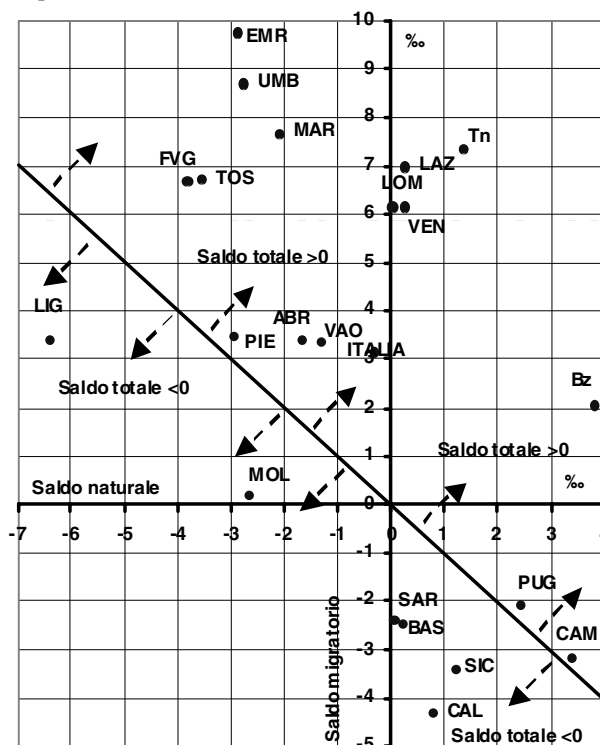 10
‰
EMR
9
UMB
8
MAR
Tn
7
FVG
TOS
LAZ
LOM
6
VEN
5
Saldo totale >0
4
LIG
ABR
VAO
PIE
ITALIA
3
Saldo totale <0
Bz
2
1
Saldo totale >0
MOL
Saldo naturale
0
‰
-7 -6 -5 -4 -3 -2 -1 0 1 2 3
-1
PUG
-2
SAR
BAS
CAM
-3
SIC
-4
CAL
Saldo totale <0
-5
Saldo migratorio